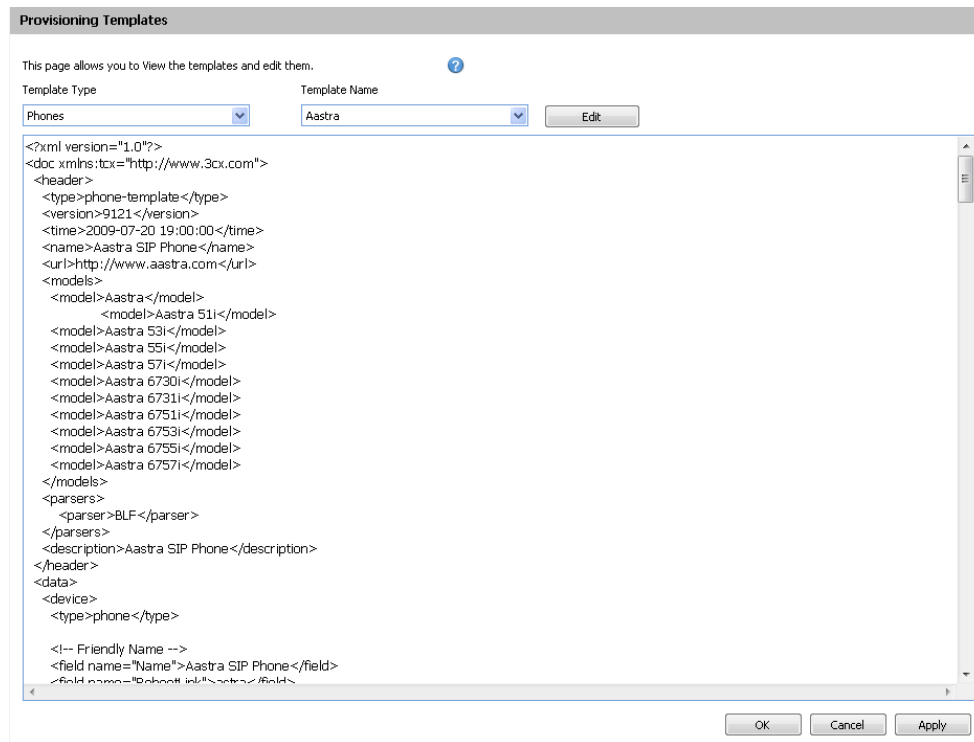 Provisioning Templates
This page allows you to View the templates and edit them.
Template Type Template Name
Phones Aastra Edit
<?xml version="1.0"?>
<doc xmlns:tcx="http://www.3cx.com">
<header>
<type>phone-template</type>
<version>9121</version>
<time>2009-07-20 19:00:00</time>
<name>Aastra SIP Phone</name>
<url>http://www.aastra.com</url>
<models>
<model>Aastra</model>
<model>Aastra 51i</model>
<model>Aastra 53i</model>
<model>Aastra 55i</model>
<model>Aastra 57i</model>
<model>Aastra 6730i</model>
<model>Aastra 6731i</model>
<model>Aastra 6751i</model>
<model>Aastra 6753i</model>
<model>Aastra 6755i</model>
<model>Aastra 6757i</model>
</models>
<parsers>
<parser>BLF</parser>
</parsers>
<description>Aastra SIP Phone</description>
</header>
<data>
<device>
<type>phone</type>
<!-- Friendly Name -->
<field name="Name">Aastra SIP Phone</field>
<field name="RebootLink">astra</field>
OK Cancel Apply